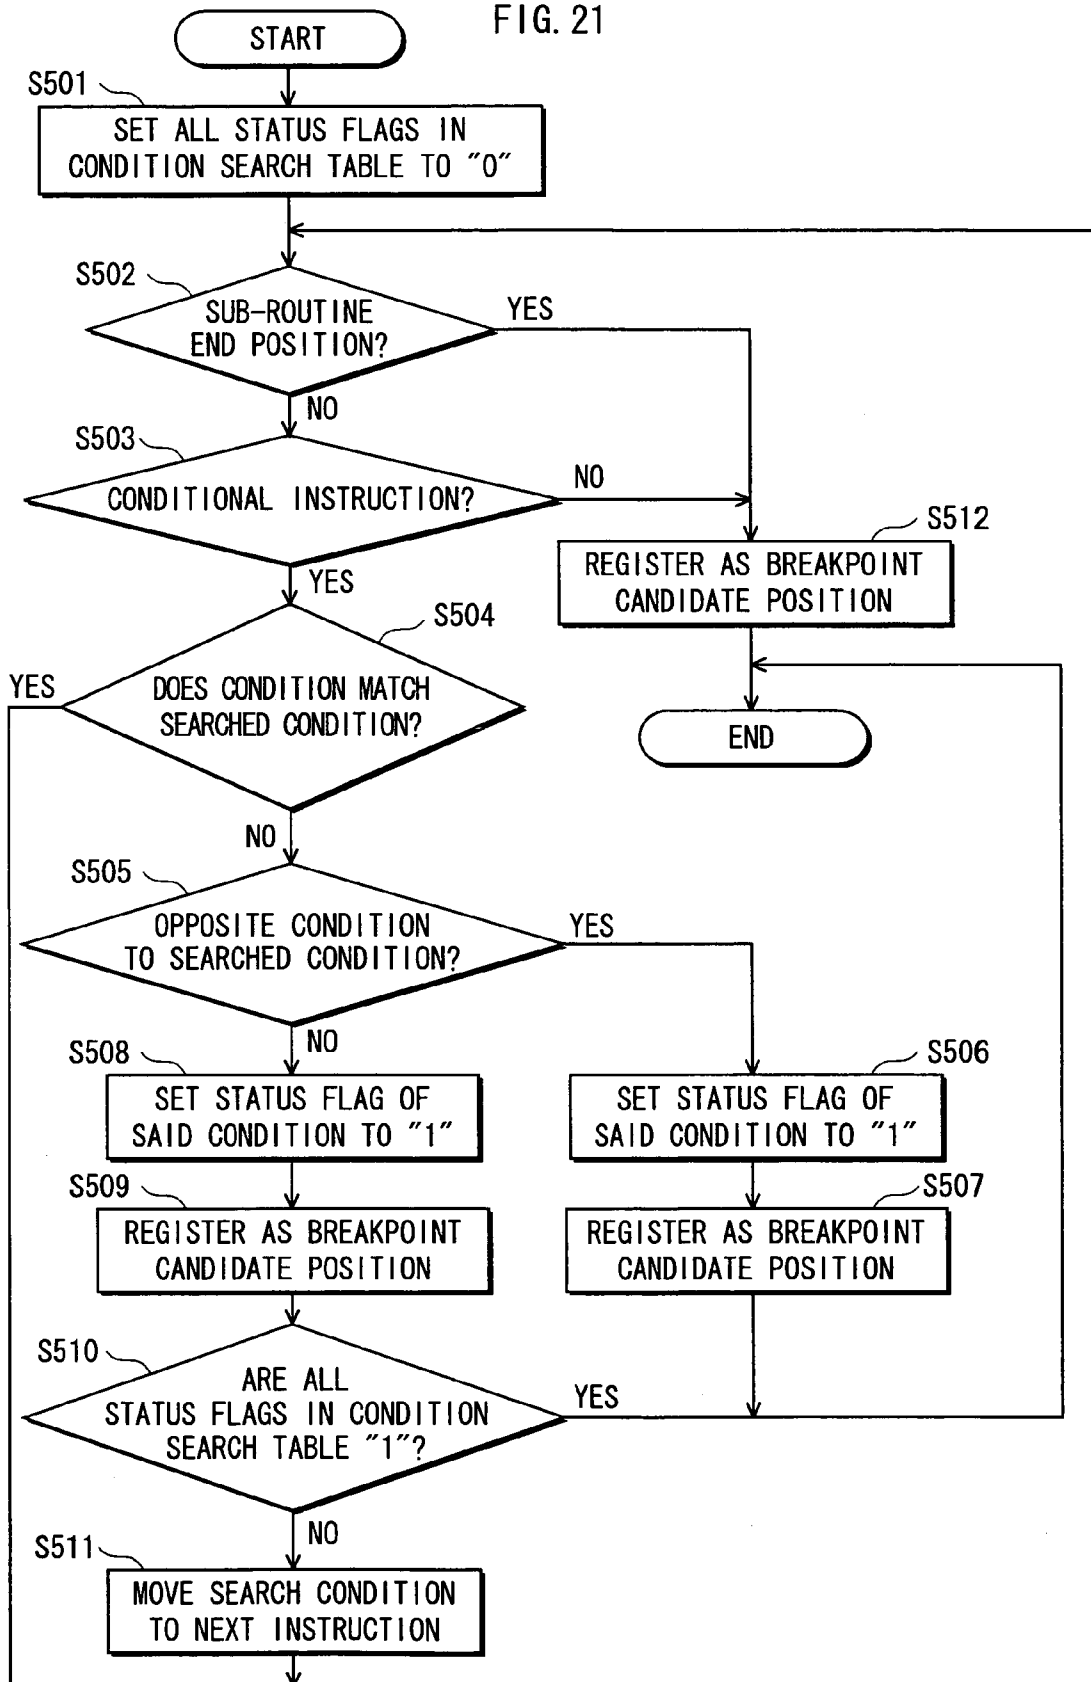 FIG. 21
START
S501
SET ALL STATUS FLAGS IN
CONDITION SEARCH TABLE TO "0"
S502
SUB-ROUTINE
END POSITION?
YES
NO
S503
CONDITIONAL INSTRUCTION?
NO
YES
S512
REGISTER AS BREAKPOINT
CANDIDATE POSITION
S504
YES
DOES CONDITION MATCH
SEARCHED CONDITION?
END
NO
S505
OPPOSITE CONDITION
TO SEARCHED CONDITION?
YES
NO
S508
SET STATUS FLAG OF
SAID CONDITION TO "1"
S506
SET STATUS FLAG OF
SAID CONDITION TO "1"
S509
REGISTER AS BREAKPOINT
CANDIDATE POSITION
S507
REGISTER AS BREAKPOINT
CANDIDATE POSITION
S510
ARE ALL
STATUS FLAGS IN CONDITION
SEARCH TABLE "1"?
YES
NO
S511
MOVE SEARCH CONDITION
TO NEXT INSTRUCTION